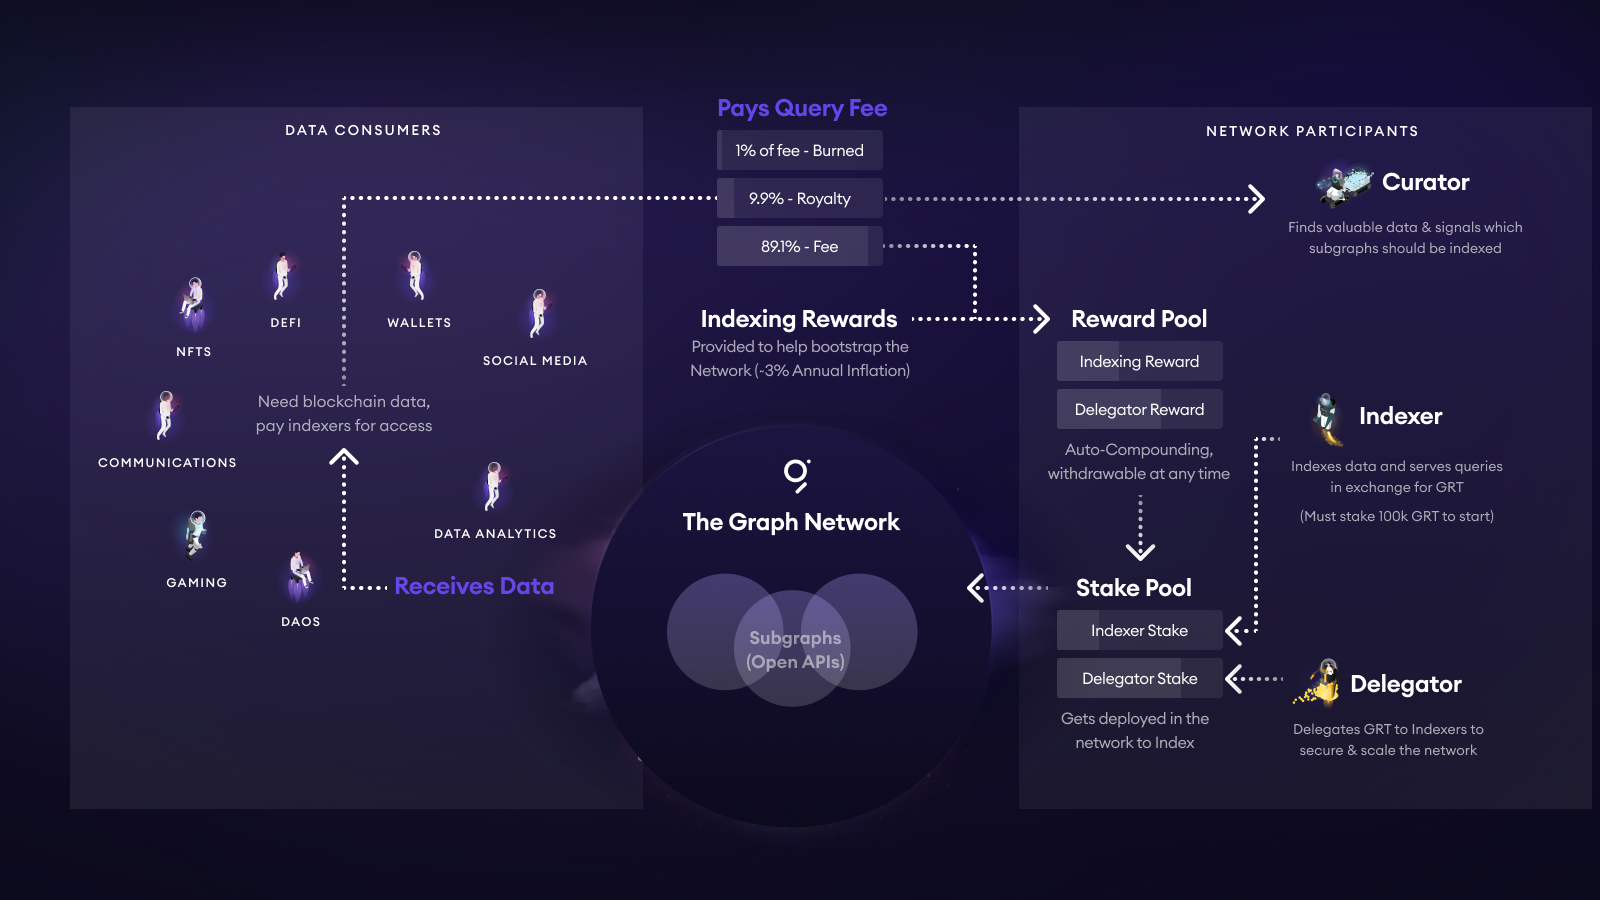 DATA CONSUMERS
DEFI
WALLETS
NFTS
SOCIAL MEDIA
Need blockchain data,
pay indexers for access
COMMUNICATIONS
DATA ANALYTICS
GAMING
Receives Data
DAOS
Pays Query Fee
1% of fee - Burned
9.9% - Royalty
89.1% - Fee
Indexing Rewards
Provided to help bootstrap the
Network (~3% Annual Inflation)
The Graph Network
Subgraphs
(Open APIs)
NETWORK PARTICIPANTS
Curator
Finds valuable data & signals which
subgraphs should be indexed
Reward Pool
Indexing Reward
Delegator Reward
Auto-Compounding,
withdrawable at any time
Indexer
Indexes data and serves queries
in exchange for GRT
(Must stake 100k GRT to start)
Stake Pool
Indexer Stake
Delegator Stake
Gets deployed in the
network to Index
Delegator
Delegates GRT to Indexers to
secure & scale the network